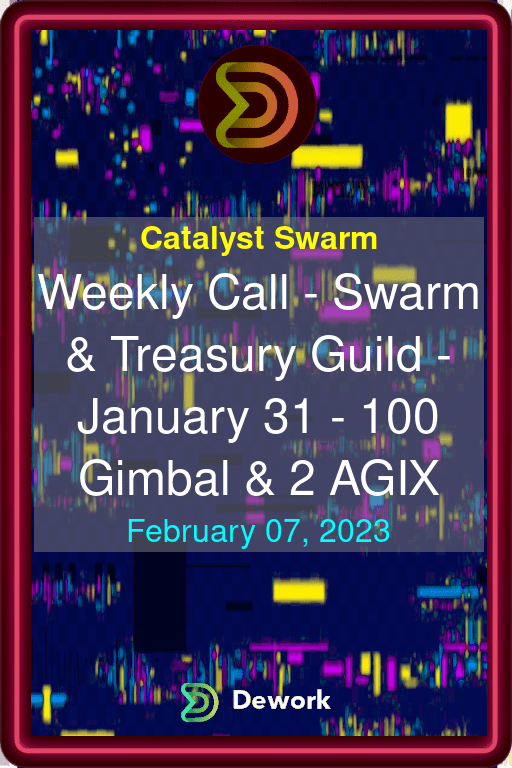 Catalyst Swarm
Weekly Call - Swarm
& Treasury Guild -
January 31 - 100
Gimbal & 2 AGIX
February 07, 2023
Dework